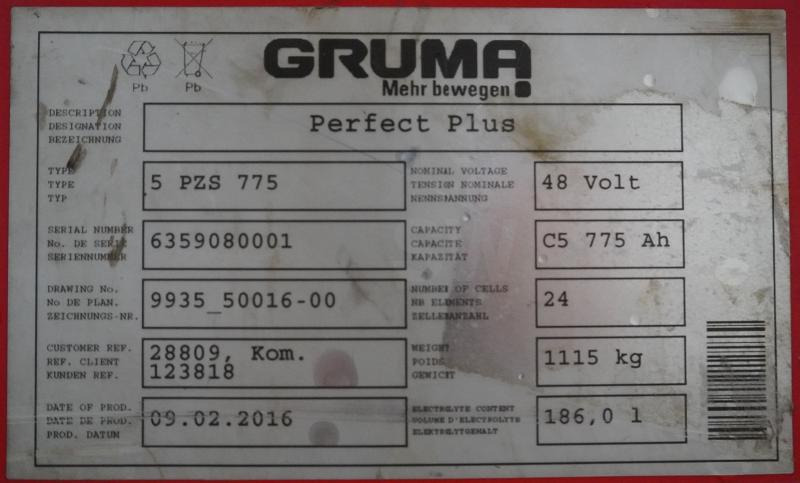 Pb
Pb
GRUMA
Mehr bewegen
DESCRIPTION
DESIGNATION
BEZEICHNUNG
Perfect Plus
TYPE
TYPE
TYP
5 PZS 775
NOMINAL VOLTAGE
TENSION NOMINALE
NENNSPANNUNG
48 Volt
SERIAL NUMBER
No. DE SERIE
SERIENNUMMER
6359080001
CAPACITY
CAPACITE
KAPAZITÄT
C5 775 Ah
DRAWING No.
No DE PLAN.
ZEICHNUNGS-NR.
9935_50016-00
NUMBER OF CELLS
NB ELEMENTS
ZELLENANZAHL
24
CUSTOMER REF.
REF. CLIENT
KUNDEN REF.
28809, Kom.
123818
WEIGHT
POIDS
GEWICHT
1115 kg
DATE OF PROD.
DATE DE PROD.
PROD. DATUM
09.02.2016
ELECTROLYTE CONTENT
VOLUME D'ELECTROLYTE
ELEKTROLYTGEHALT
186,0 l